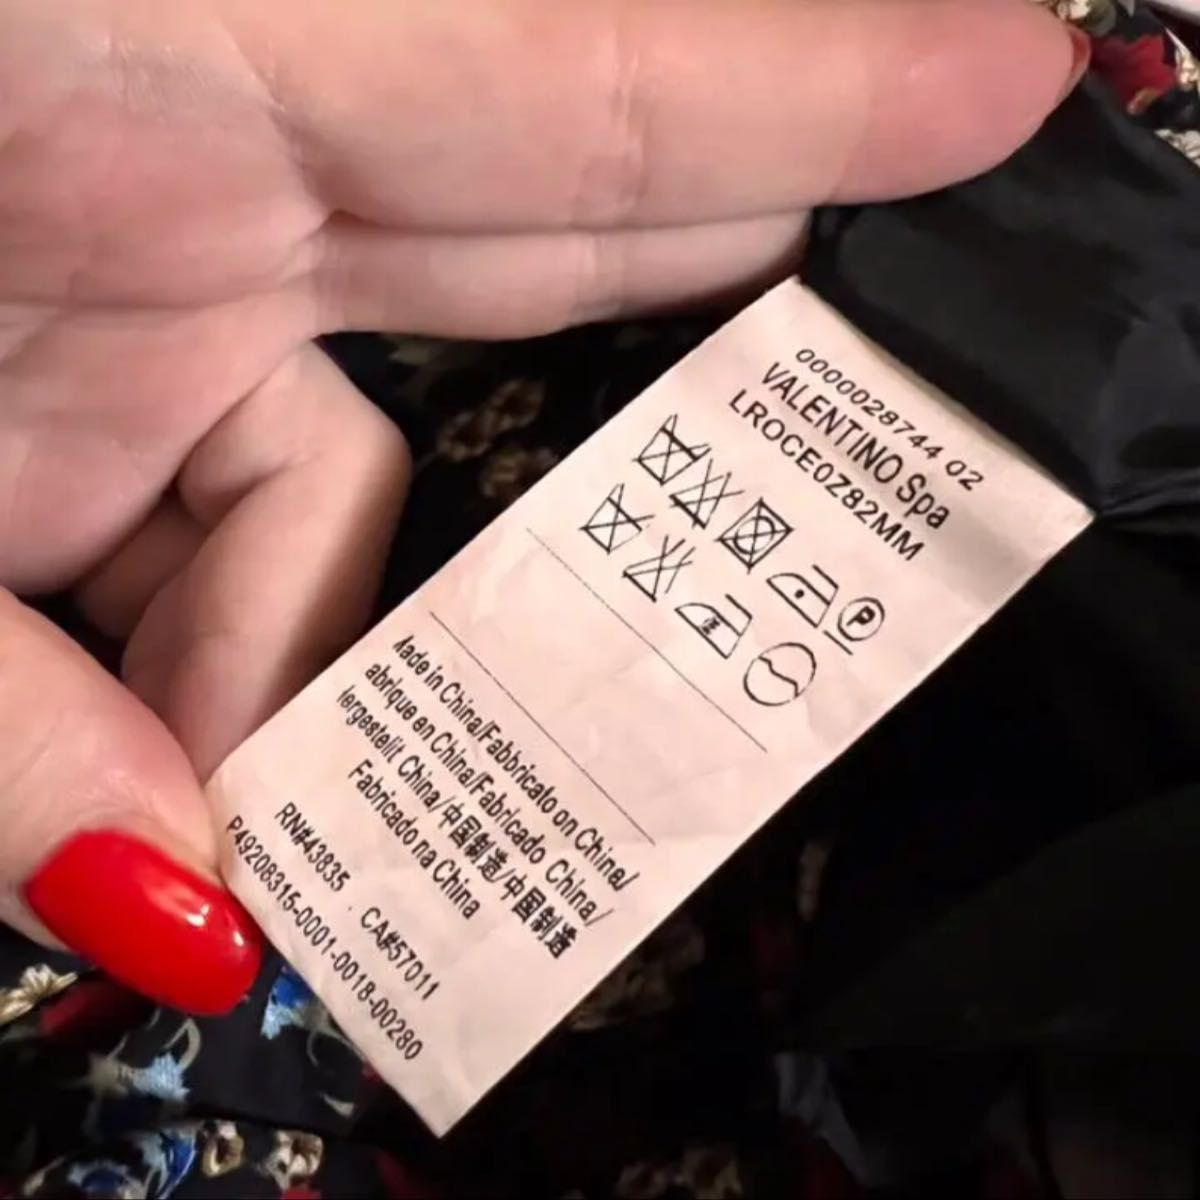 0000028744 02
VALENTINO Spa
LROCE0Z82MM
P
Made in China/Fabbricato on China/
abrique en China/Fabricado China/
lergestellt China/中国制造/中国制造
Fabricado na China
RN#43835 . CA#57011
P49208315-0001-0018-00280